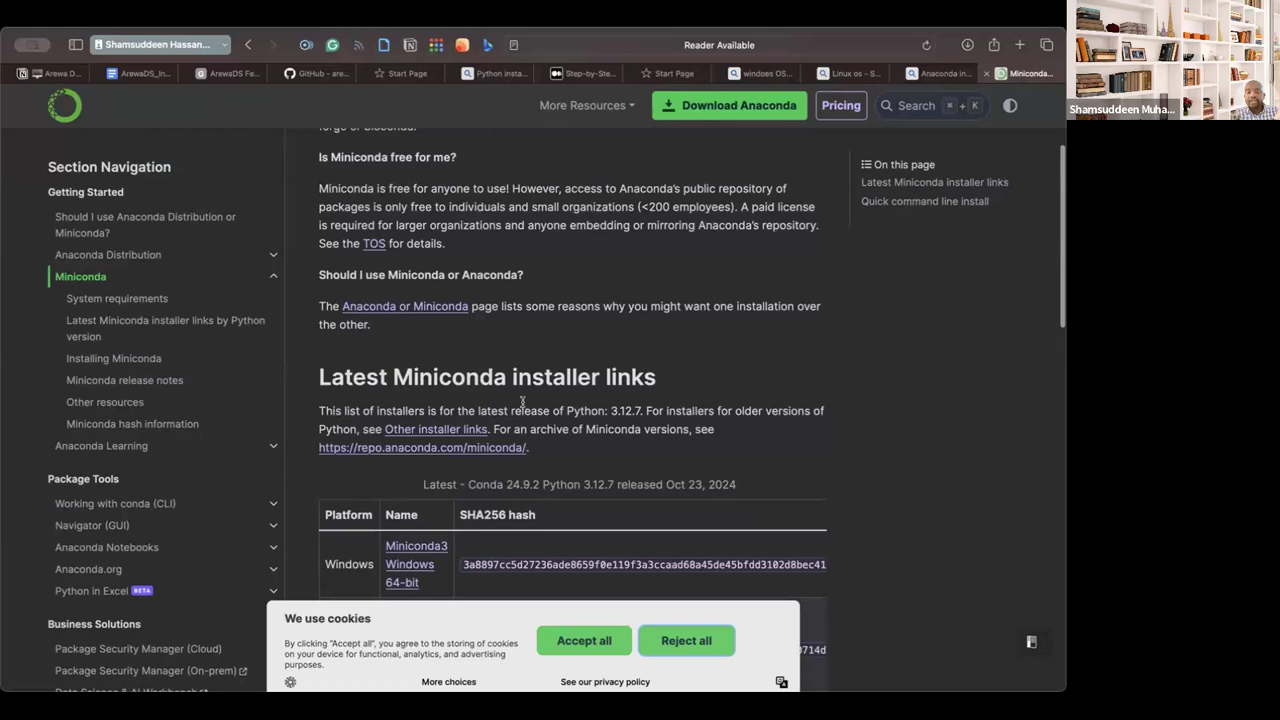 Shamsuddeen Hassan...
Reader Available
Arewa D...
ArewaDS_In...
ArewaDS Fe...
GitHub - are...
Start Page
Python insta...
Step-by-Ste...
Start Page
windoes OS...
Linux os - S...
Anaconda in...
Miniconda...
More Resources
Download Anaconda
Pricing
Search
⌘ + K
Shamsuddeen Muha...
Section Navigation
Getting Started
Should I use Anaconda Distribution or
Miniconda?
Anaconda Distribution
Miniconda
System requirements
Latest Miniconda installer links by Python
version
Installing Miniconda
Miniconda release notes
Other resources
Miniconda hash information
Anaconda Learning
Package Tools
Working with conda (CLI)
Navigator (GUI)
Anaconda Notebooks
Anaconda.org
Python in Excel BETA
Business Solutions
Package Security Manager (Cloud)
Package Security Manager (On-prem)
Is Miniconda free for me?
Miniconda is free for anyone to use! However, access to Anaconda's public repository of
packages is only free to individuals and small organizations (<200 employees). A paid license
is required for larger organizations and anyone embedding or mirroring Anaconda's repository.
See the TOS for details.
Should I use Miniconda or Anaconda?
The Anaconda or Miniconda page lists some reasons why you might want one installation over
the other.
Latest Miniconda installer links
This list of installers is for the latest release of Python: 3.12.7. For installers for older versions of
Python, see Other installer links. For an archive of Miniconda versions, see
https://repo.anaconda.com/miniconda/.
Latest - Conda 24.9.2 Python 3.12.7 released Oct 23, 2024
Platform Name SHA256 hash
Windows
Miniconda3
Windows
64-bit
3a8897cc5d27236ade8659f0e119f3a3ccaad68a45de45bfdd3102d8bec41
0714d
On this page
Latest Miniconda installer links
Quick command line install
We use cookies
By clicking "Accept all", you agree to the storing of cookies
on your device for functional, analytics, and advertising
purposes.
Accept all
Reject all
More choices
See our privacy policy